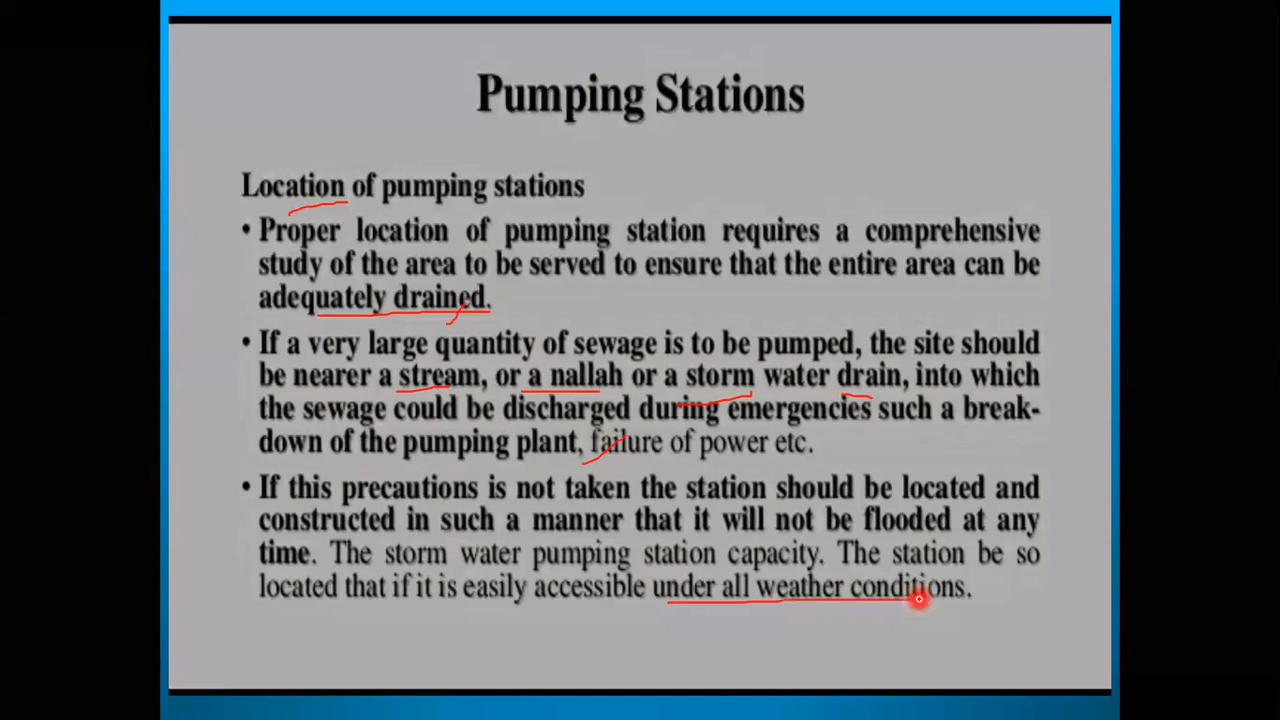 Pumping Stations
Location of pumping stations
• Proper location of pumping station requires a comprehensive
study of the area to be served to ensure that the entire area can be
adequately drained.
• If a very large quantity of sewage is to be pumped, the site should
be nearer a stream, or a nallah or a storm water drain, into which
the sewage could be discharged during emergencies such a break-
down of the pumping plant, failure of power etc.
• If this precautions is not taken the station should be located and
constructed in such a manner that it will not be flooded at any
time. The storm water pumping station capacity. The station be so
located that if it is easily accessible under all weather conditions.